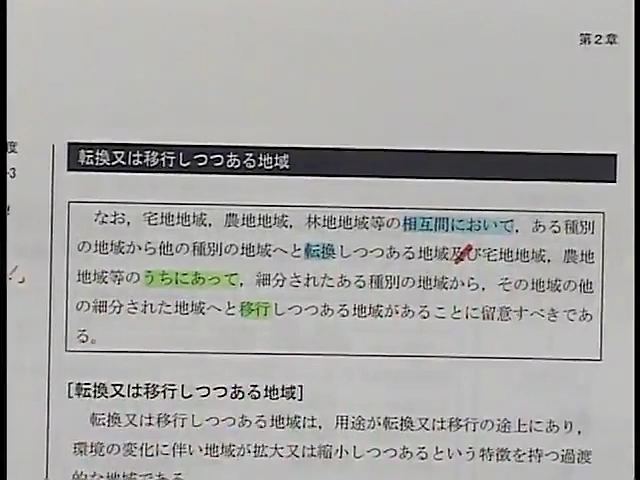 第2章
度
-3
転換又は移行しつつある地域
なお，宅地地域，農地地域，林地地域等の相互間において，ある種別
の地域から他の種別の地域へと転換しつつある地域及び宅地地域，農地
地域等のうちにあって，細分されたある種別の地域から，その地域の他
の細分された地域へと移行しつつある地域があることに留意すべきであ
る。
［転換又は移行しつつある地域］
転換又は移行しつつある地域は，用途が転換又は移行の途上にあり，
環境の変化に伴い地域が拡大又は縮小しつつあるという特徴を持つ過渡
的な地域である